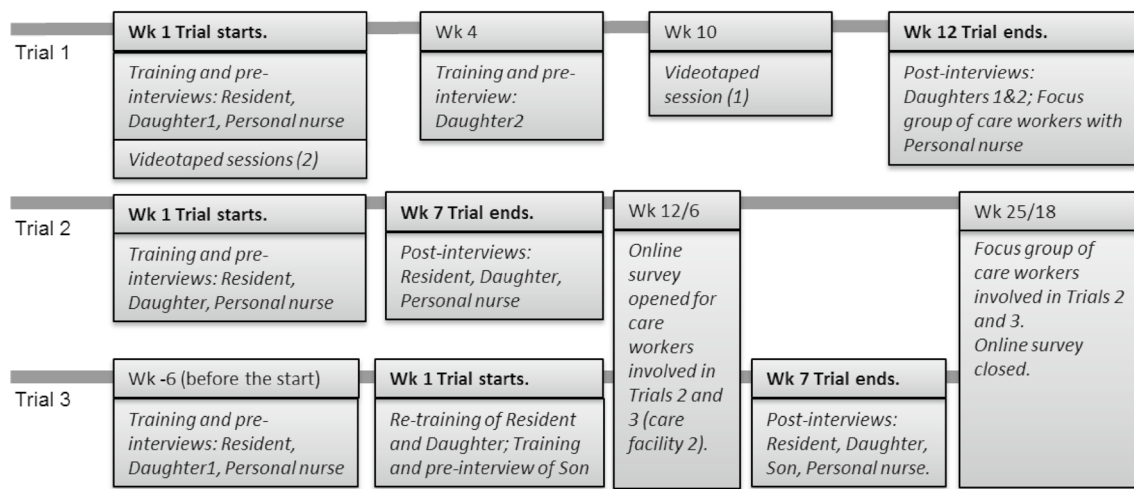 Trial 1
Wk 1 Trial starts.
Training and pre-
interviews: Resident,
Daughter1, Personal nurse
Videotaped sessions (2)
Wk 4
Training and pre-
interview:
Daughter2
Wk 10
Videotaped
session (1)
Wk 12 Trial ends.
Post-interviews:
Daughters 1&2; Focus
group of care workers with
Personal nurse
Trial 2
Wk 1 Trial starts.
Training and pre-
interviews: Resident,
Daughter, Personal nurse
Wk 7 Trial ends.
Post-interviews:
Resident, Daughter,
Personal nurse
Wk 12/6
Online
survey
opened for
care
workers
involved in
Trials 2 and
3 (care
facility 2).
Wk 25/18
Focus group of
care workers
involved in Trials 2
and 3.
Online survey
closed.
Trial 3
Wk -6 (before the start)
Training and pre-
interviews: Resident,
Daughter1, Personal nurse
Wk 1 Trial starts.
Re-training of Resident
and Daughter; Training
and pre-interview of Son
Wk 7 Trial ends.
Post-interviews:
Resident, Daughter,
Son, Personal nurse.